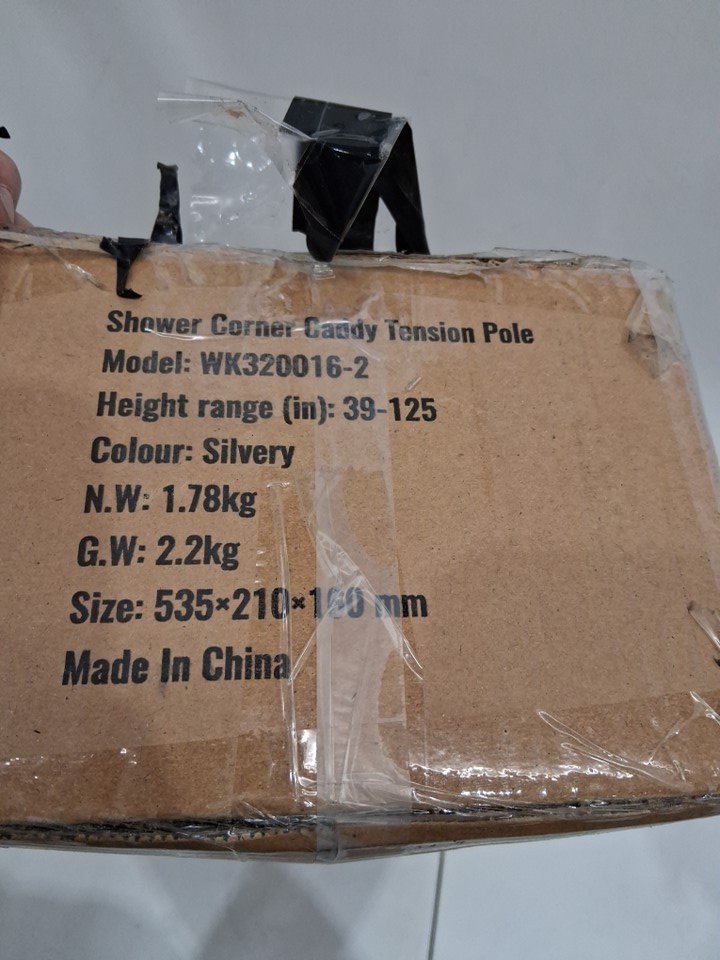 Shower Corner Caddy Tension Pole
Model: WK320016-2
Height range (in): 39-125
Colour: Silvery
N.W: 1.78kg
G.W: 2.2kg
Size: 535×210×100 mm
Made In China